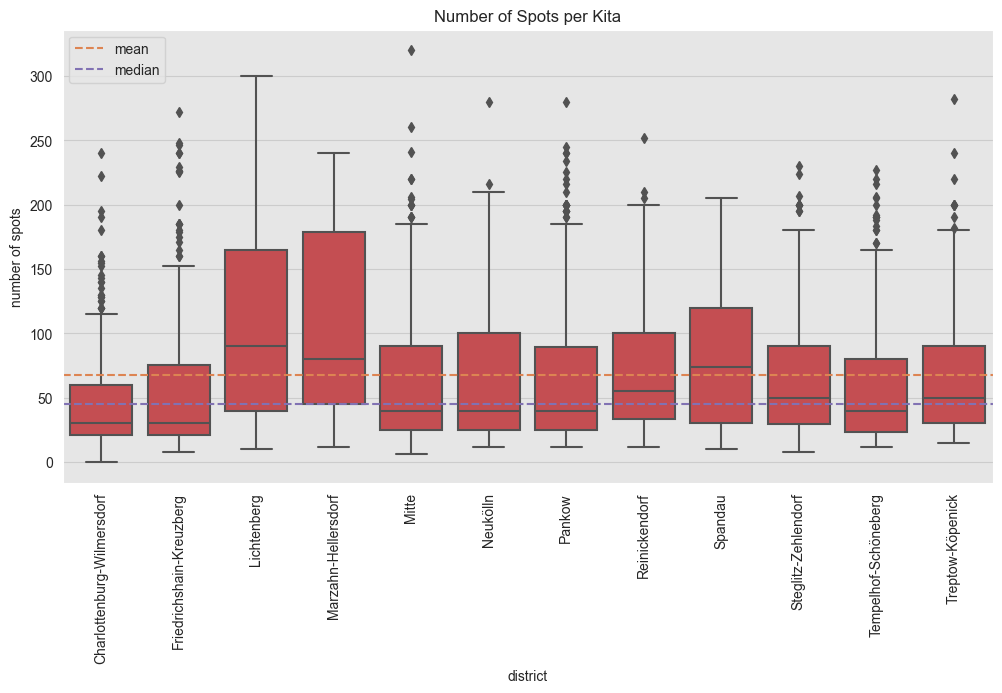 Number of Spots per Kita
mean
median
300
250
200
150
100
50
0
number of spots
Charlottenburg-Wilmersdorf
Friedrichshain-Kreuzberg
Lichtenberg
Marzahn-Hellersdorf
Mitte
Neukölln
Pankow
Reinickendorf
Spandau
Steglitz-Zehlendorf
Tempelhof-Schöneberg
Treptow-Köpenick
district